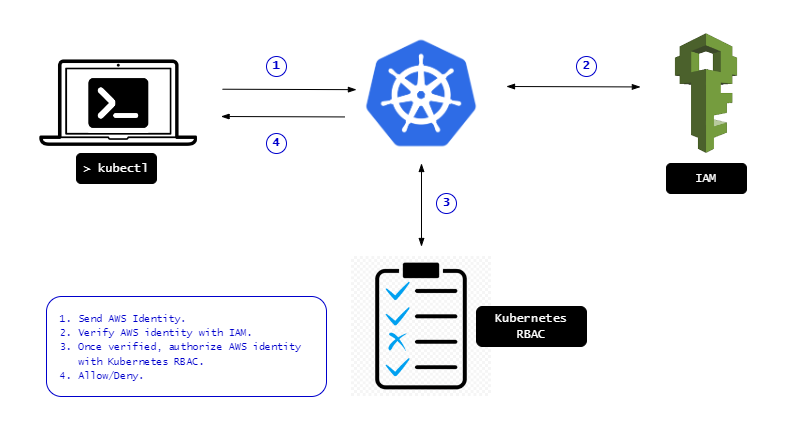 1
2
> kubectl
4
IAM
3
Kubernetes
RBAC
1. Send AWS Identity.
2. Verify AWS identity with IAM.
3. Once verified, authorize AWS identity
with Kubernetes RBAC.
4. Allow/Deny.